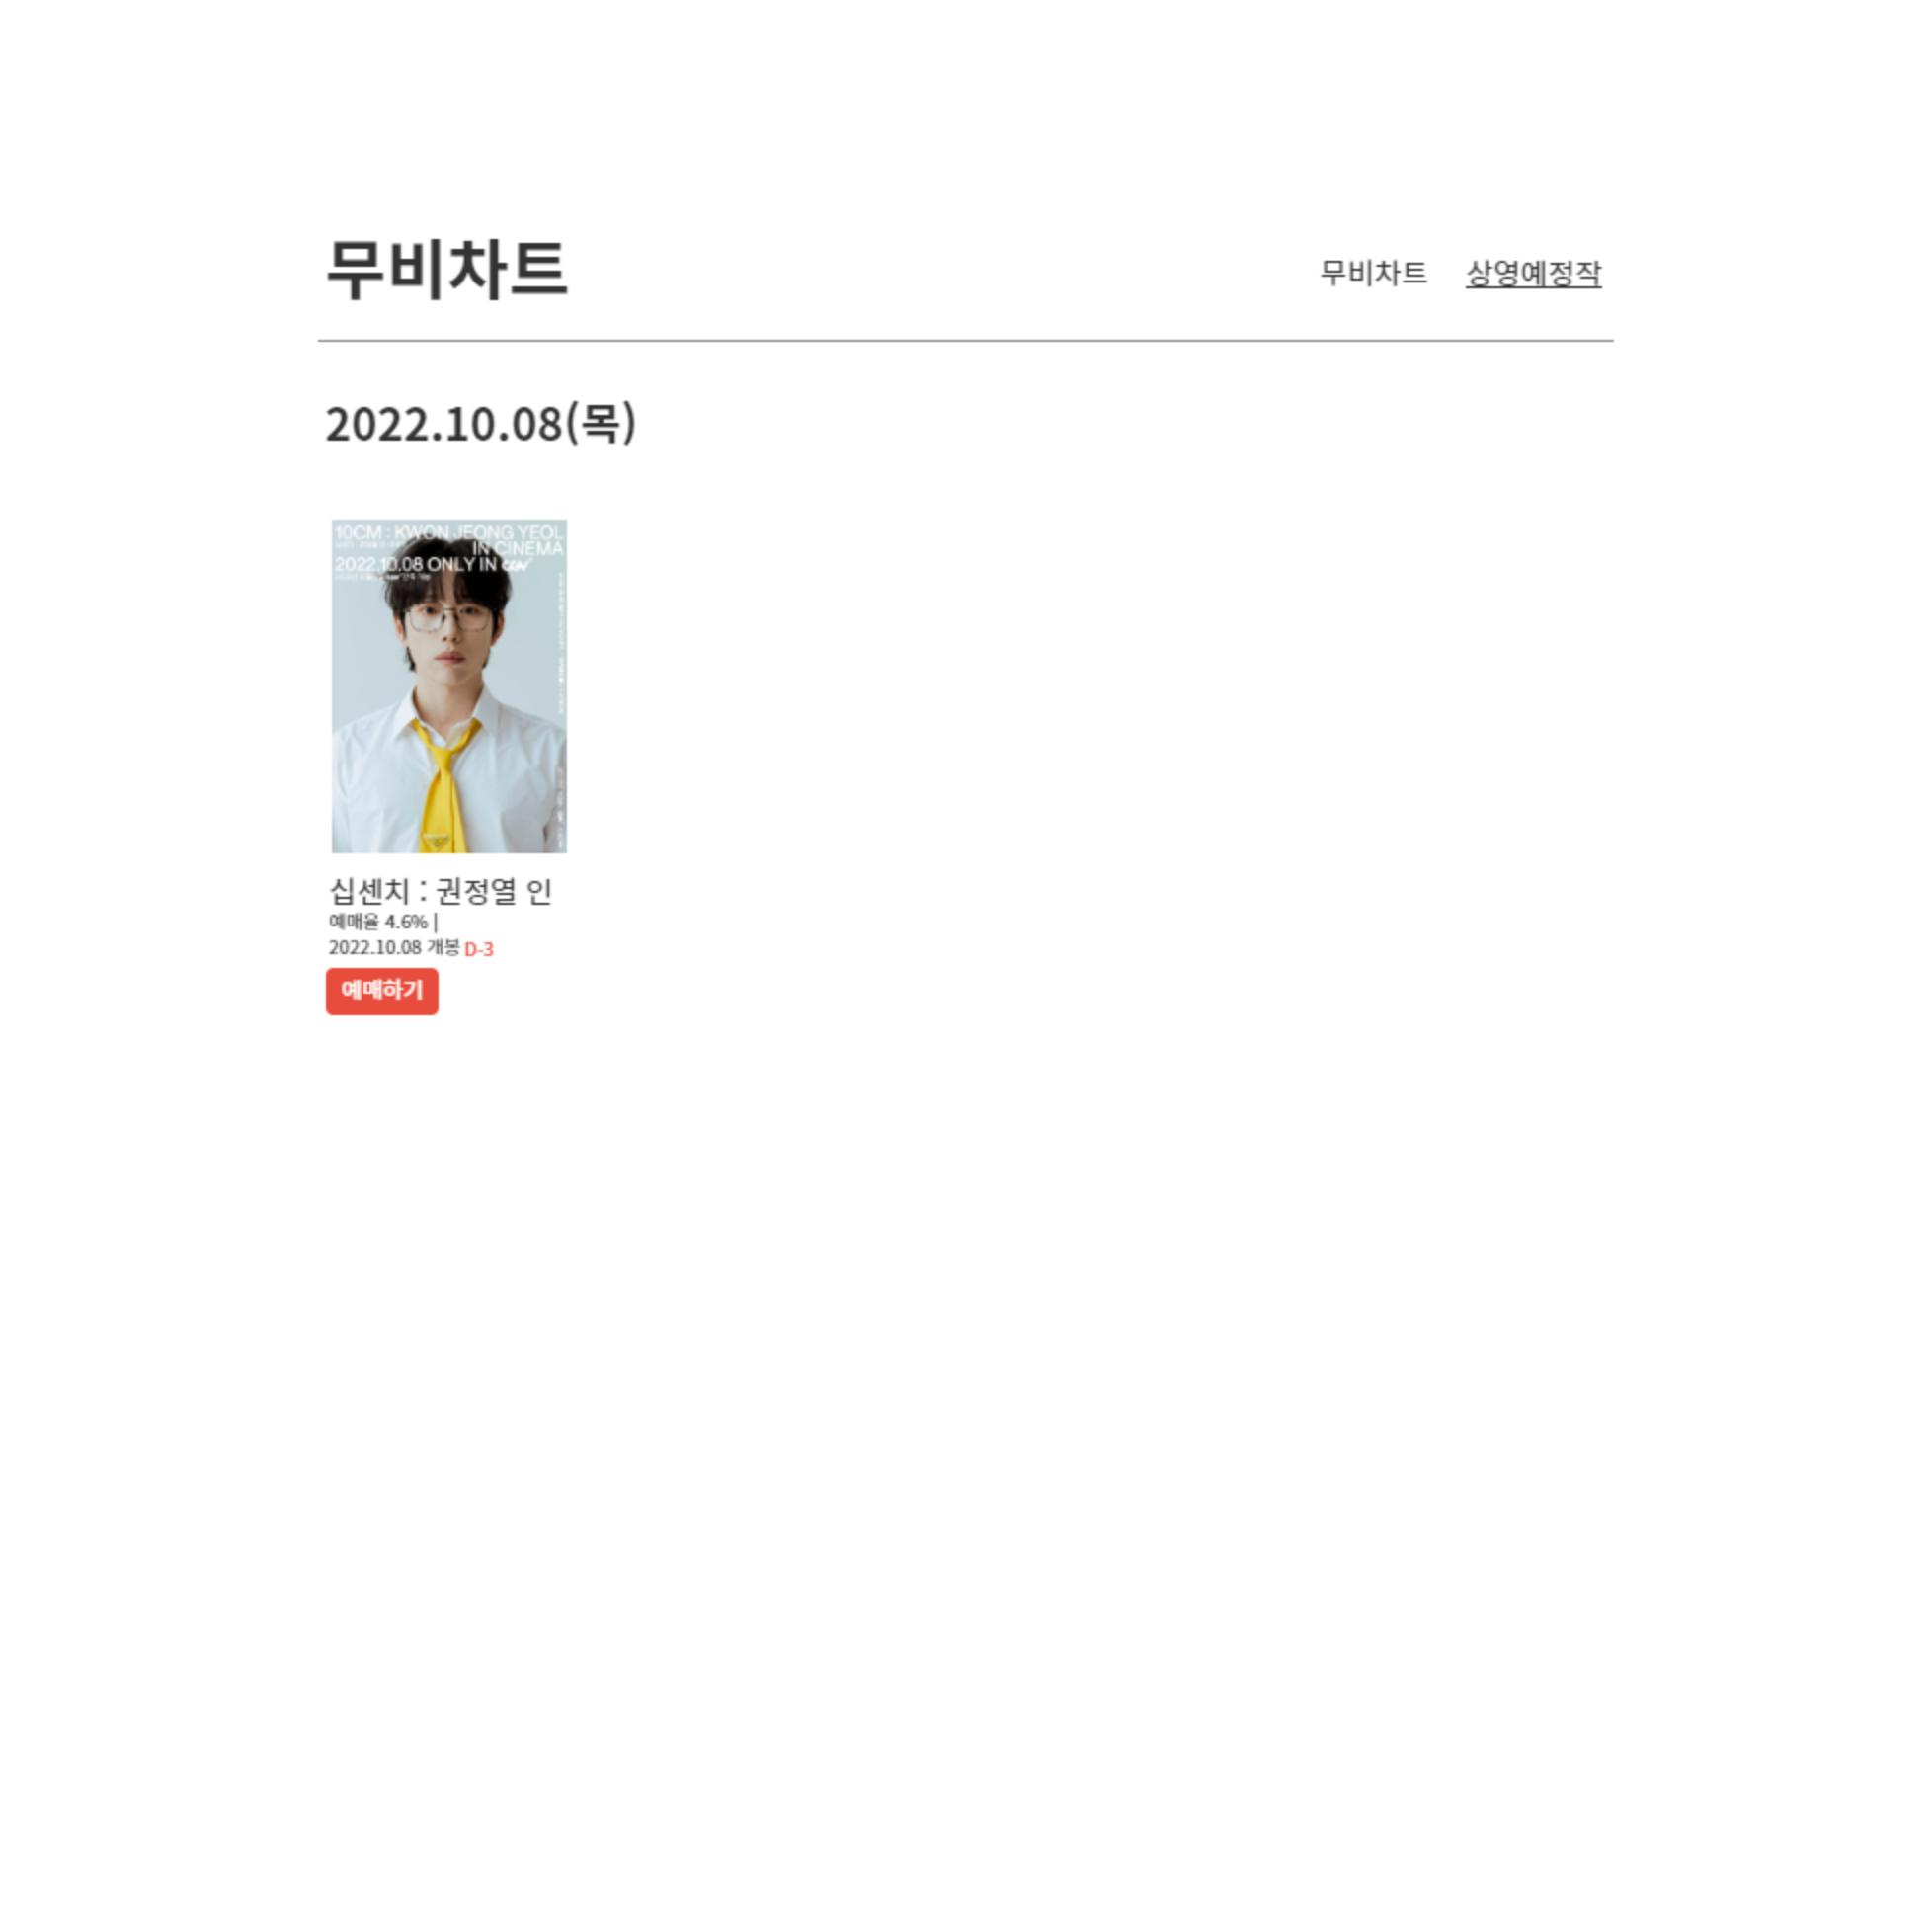 무비차트
무비차트 상영예정작
2022.10.08(목)
10CM : KWON JEONG YEOL
IN CINEMA
2022.10.08 ONLY IN CGV
십센치 : 권정열 인
예매율 4.6% |
2022.10.08 개봉 D-3
예매하기